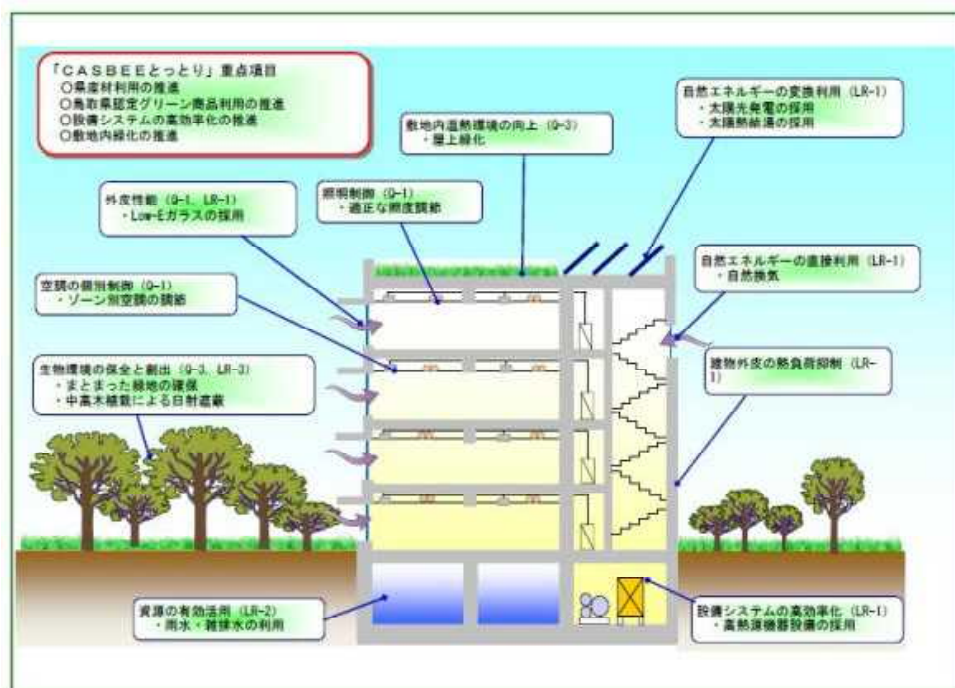 「CASBEEとっとり」重点項目
○県産材利用の推進
○鳥取県認定グリーン商品利用の推進
○設備システムの高効率化の推進
○敷地内緑化の推進
自然エネルギーの変換利用 (LR-1)
・太陽光発電の採用
・太陽熱給湯の採用
敷地内温熱環境の向上 (Q-3)
・屋上緑化
外皮性能 (Q-1, LR-1)
・Low-Eガラスの採用
照明制御 (Q-1)
・適正な照度調節
自然エネルギーの直接利用 (LR-1)
・自然換気
空調の個別制御 (Q-1)
・ゾーン別空調の調節
建物外皮の熱負荷抑制 (LR-
1)
生物環境の保全と創出 (Q-3, LR-3)
・まとまった緑地の確保
・中高木植栽による日射遮蔽
資源の有効活用 (LR-2)
・雨水・雑排水の利用
設備システムの高効率化 (LR-1)
・高熱源機器設備の採用